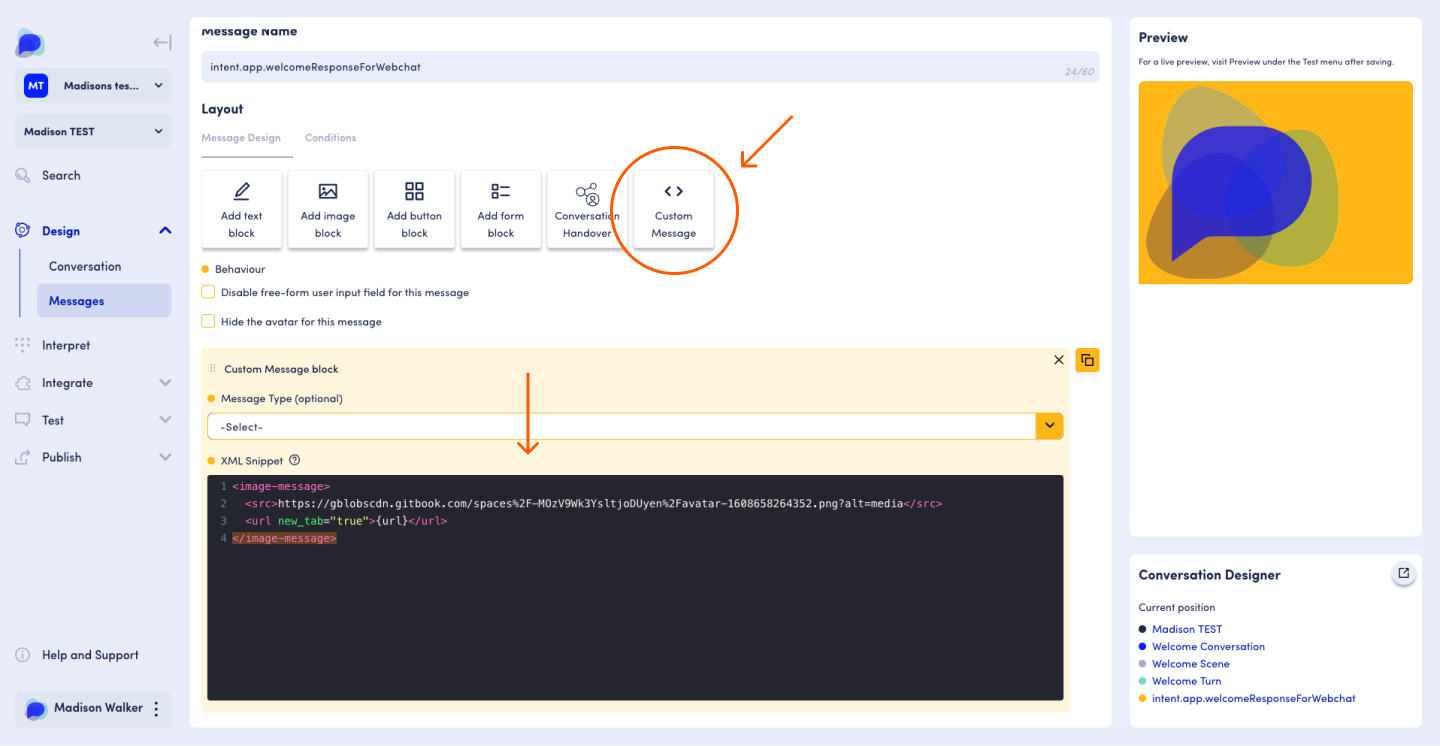 MT
Madisons tes...
Madison TEST
Search
Design
Conversation
Messages
Interpret
Integrate
Test
Publish
Help and Support
Madison Walker
Message Name
intent.app.welcomeResponseForWebchat
24/60
Layout
Message Design
Conditions
Add text
block
Add image
block
Add button
block
Add form
block
Conversation
Handover
Custom
Message
Behaviour
Disable free-form user input field for this message
Hide the avatar for this message
Custom Message block
Message Type (optional)
-Select-
XML Snippet
1 <image-message>
2 <src>https://gblobscdn.gitbook.com/spaces%2F-MOzV9Wk3YsltjoDUyen%2Favatar-1608658264352.png?alt=media</src>
3 <url new_tab="true">{url}</url>
4 </image-message>
Preview
For a live preview, visit Preview under the Test menu after saving.
Conversation Designer
Current position
Madison TEST
Welcome Conversation
Welcome Scene
Welcome Turn
intent.app.welcomeResponseForWebchat